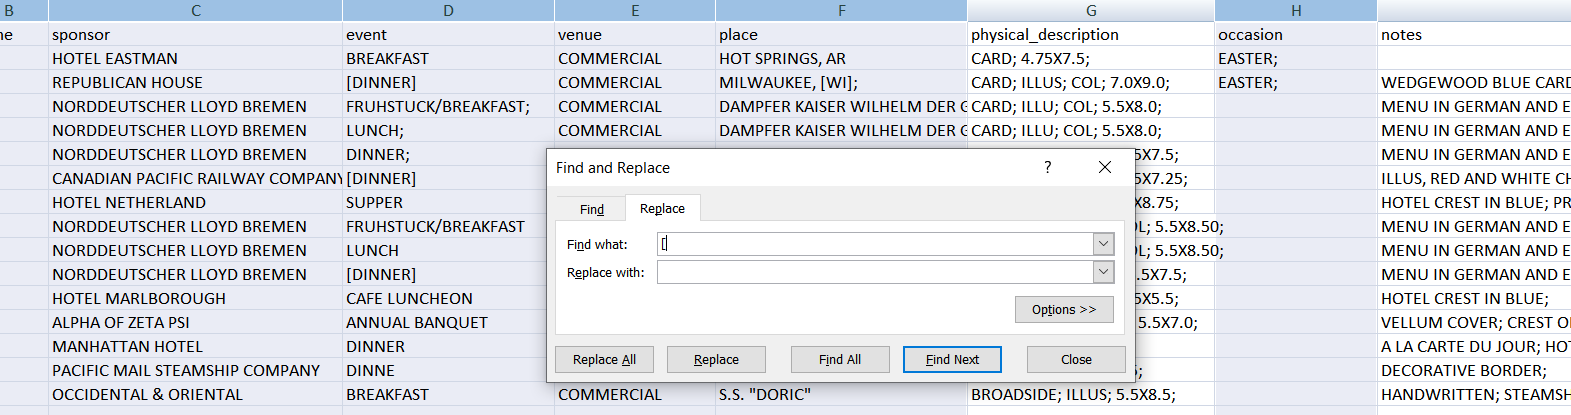 B C D E F G H
ne sponsor event venue place physical_description occasion notes
HOTEL EASTMAN BREAKFAST COMMERCIAL HOT SPRINGS, AR CARD; 4.75X7.5; EASTER;
REPUBLICAN HOUSE [DINNER] COMMERCIAL MILWAUKEE, [WI]; CARD; ILLUS; COL; 7.0X9.0; EASTER; WEDGEWOOD BLUE CARD
NORDDEUTSCHER LLOYD BREMEN FRUHSTUCK/BREAKFAST; COMMERCIAL DAMPFER KAISER WILHELM DER G CARD; ILLU; COL; 5.5X8.0; MENU IN GERMAN AND E
NORDDEUTSCHER LLOYD BREMEN LUNCH; COMMERCIAL DAMPFER KAISER WILHELM DER G CARD; ILLU; COL; 5.5X8.0; MENU IN GERMAN AND E
NORDDEUTSCHER LLOYD BREMEN DINNER; 5X7.5; MENU IN GERMAN AND E
CANADIAN PACIFIC RAILWAY COMPANY [DINNER] 5X7.25; ILLUS, RED AND WHITE CH
HOTEL NETHERLAND SUPPER X8.75; HOTEL CREST IN BLUE; PR
NORDDEUTSCHER LLOYD BREMEN FRUHSTUCK/BREAKFAST OL; 5.5X8.50; MENU IN GERMAN AND E
NORDDEUTSCHER LLOYD BREMEN LUNCH OL; 5.5X8.50; MENU IN GERMAN AND E
NORDDEUTSCHER LLOYD BREMEN [DINNER] .5X7.5; MENU IN GERMAN AND E
HOTEL MARLBOROUGH CAFE LUNCHEON 5X5.5; HOTEL CREST IN BLUE;
ALPHA OF ZETA PSI ANNUAL BANQUET 5.5X7.0; VELLUM COVER; CREST O
MANHATTAN HOTEL DINNER A LA CARTE DU JOUR; HOT
PACIFIC MAIL STEAMSHIP COMPANY DINNE ; DECORATIVE BORDER;
OCCIDENTAL & ORIENTAL BREAKFAST COMMERCIAL S.S. "DORIC" BROADSIDE; ILLUS; 5.5X8.5; HANDWRITTEN; STEAMSH
Find and Replace ?
Find Replace
Find what: [
Replace with:
Options >>
Replace All Replace Find All Find Next Close